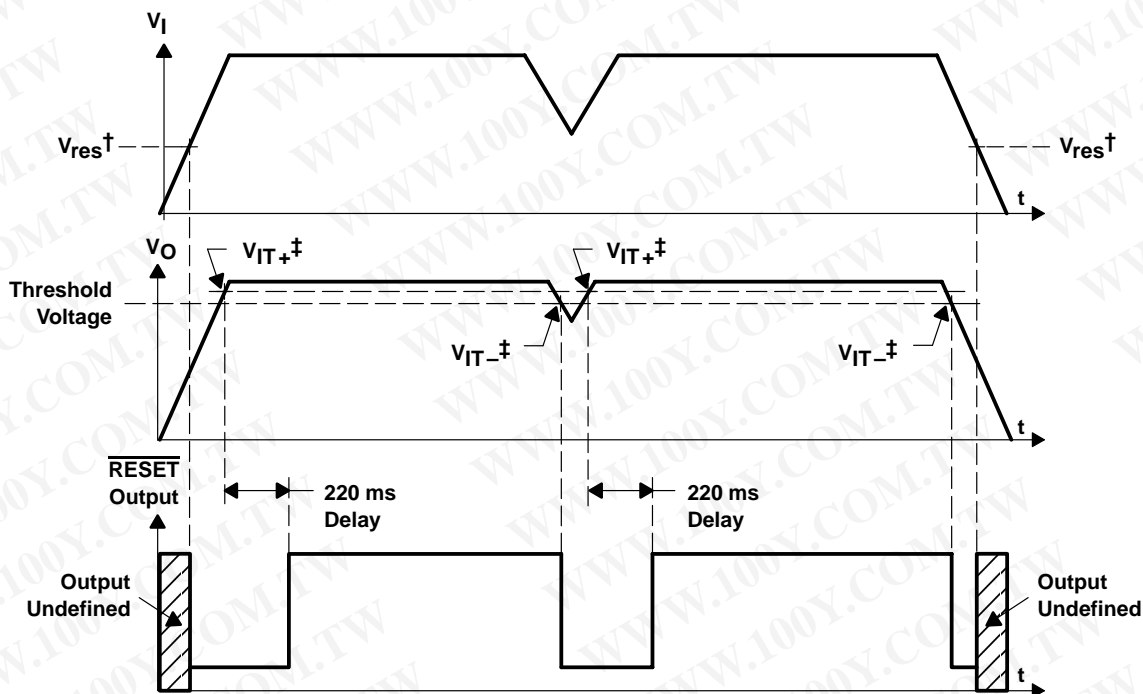 VI
Vres†
Vres†
t
VO
VIT+‡
VIT+‡
Threshold
Voltage
VIT−‡
VIT−‡
t
RESET
Output
220 ms
Delay
220 ms
Delay
Output
Undefined
Output
Undefined
t
WWW.100Y.COM.TW